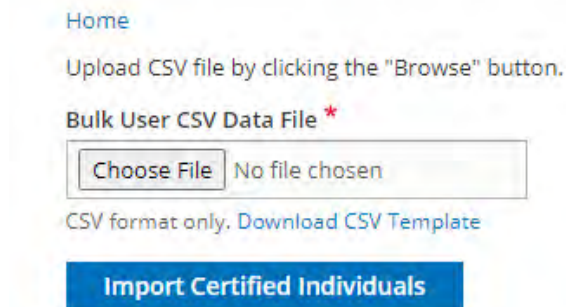 Home
Upload CSV file by clicking the "Browse" button.
Bulk User CSV Data File *
Choose File No file chosen
CSV format only. Download CSV Template
Import Certified Individuals